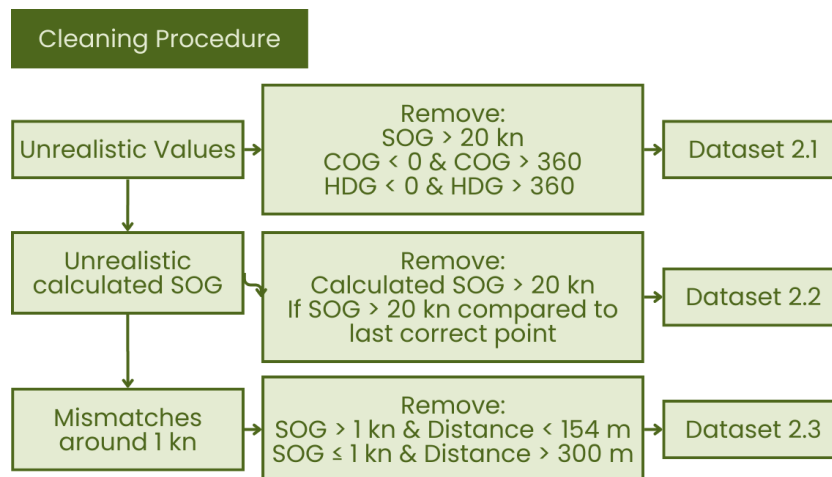 Cleaning Procedure
Unrealistic Values
Remove:
SOG > 20 kn
COG < 0 & COG > 360
HDG < 0 & HDG > 360
Dataset 2.1
Unrealistic
calculated SOG
Remove:
Calculated SOG > 20 kn
If SOG > 20 kn compared to
last correct point
Dataset 2.2
Mismatches
around 1 kn
Remove:
SOG > 1 kn & Distance < 154 m
SOG ≤ 1 kn & Distance > 300 m
Dataset 2.3